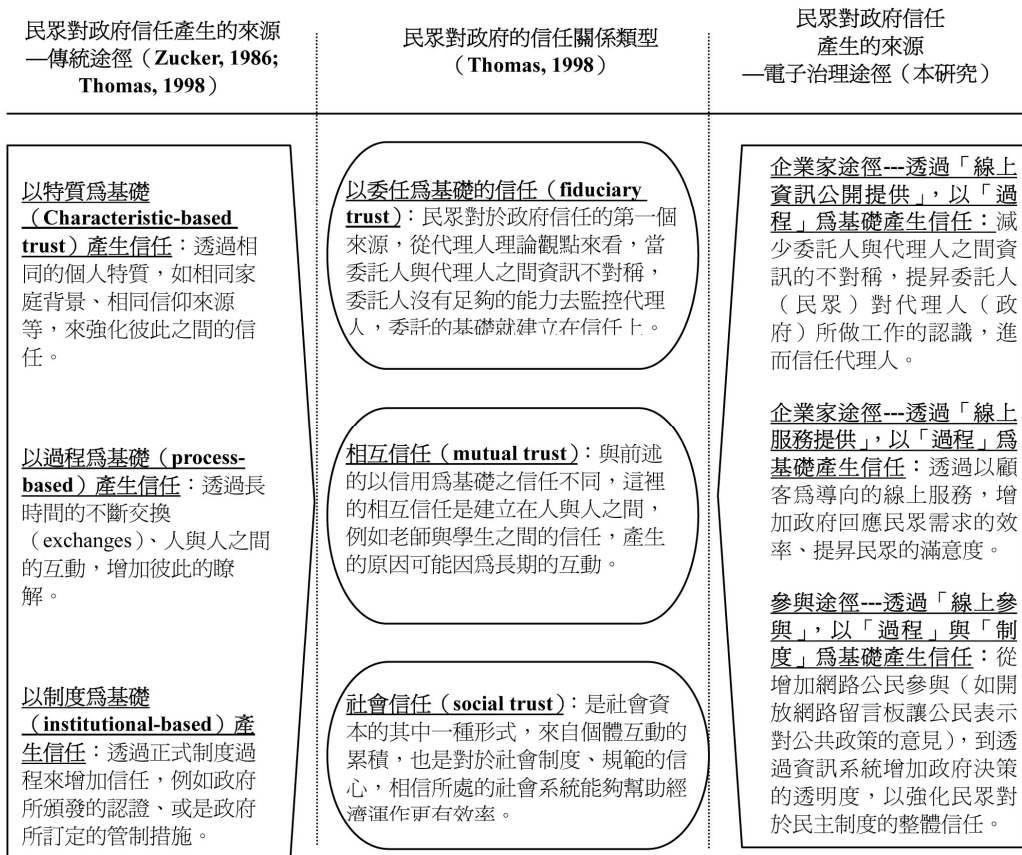 民眾對政府信任產生的來源
—傳統途徑（Zucker, 1986;
Thomas, 1998）
民眾對政府的信任關係類型
（Thomas, 1998）
民眾對政府信任
產生的來源
—電子治理途徑（本研究）
以特質為基礎
（Characteristic-based
trust）產生信任：透過相
同的個人特質，如相同家
庭背景、相同信仰來源
等，來強化彼此之間的信
任。
以過程為基礎（process-
based）產生信任：透過長
時間的不斷交換
（exchanges）、人與人之間
的互動，增加彼此的瞭
解。
以制度為基礎
（institutional-based）產
生信任：透過正式制度過
程來增加信任，例如政府
所頒發的認證、或是政府
所訂定的管制措施。
以委任為基礎的信任（fiduciary
trust）：民眾對於政府信任的第一個
來源，從代理人理論觀點來看，當
委託人與代理人之間資訊不對稱，
委託人沒有足夠的能力去監控代理
人，委託的基礎就建立在信任上。
相互信任（mutual trust）：與前述
的以信用為基礎之信任不同，這裡
的相互信任是建立在人與人之間，
例如老師與學生之間的信任，產生
的原因可能因為長期的互動。
社會信任（social trust）：是社會資
本的其中一種形式，來自個體互動的
累積，也是對於社會制度、規範的信
心，相信所處的社會系統能夠幫助經
濟運作更有效率。
企業家途徑---透過「線上
資訊公開提供」，以「過
程」為基礎產生信任：減
少委託人與代理人之間資
訊的不對稱，提昇委託人
（民眾）對代理人（政
府）所做工作的認識，進
而信任代理人。
企業家途徑---透過「線上
服務提供」，以「過程」為
基礎產生信任：透過以顧
客為導向的線上服務，增
加政府回應民眾需求的效
率、提昇民眾的滿意度。
參與途徑---透過「線上參
與」，以「過程」與「制
度」為基礎產生信任：從
增加網路公民參與（如開
放網路留言板讓公民表示
對公共政策的意見），到透
過資訊系統增加政府決策
的透明度，以強化民眾對
於民主制度的整體信任。